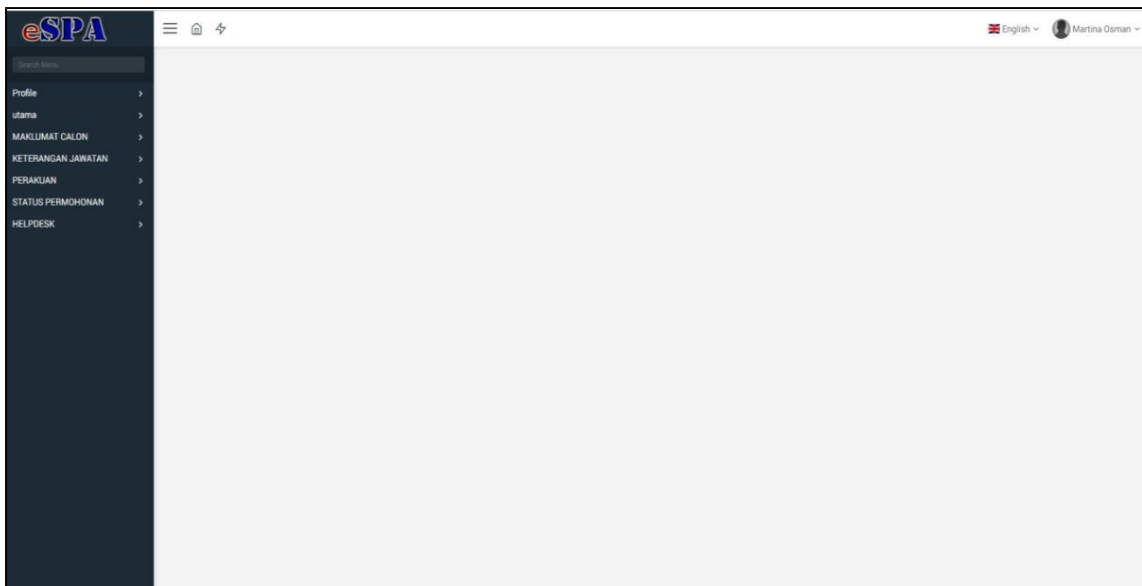 eSPA
English
Martina Osman
Search Menu
Profile
utama
MAKLUMAT CALON
KETERANGAN JAWATAN
PERAKUAN
STATUS PERMOHONAN
HELPDESK